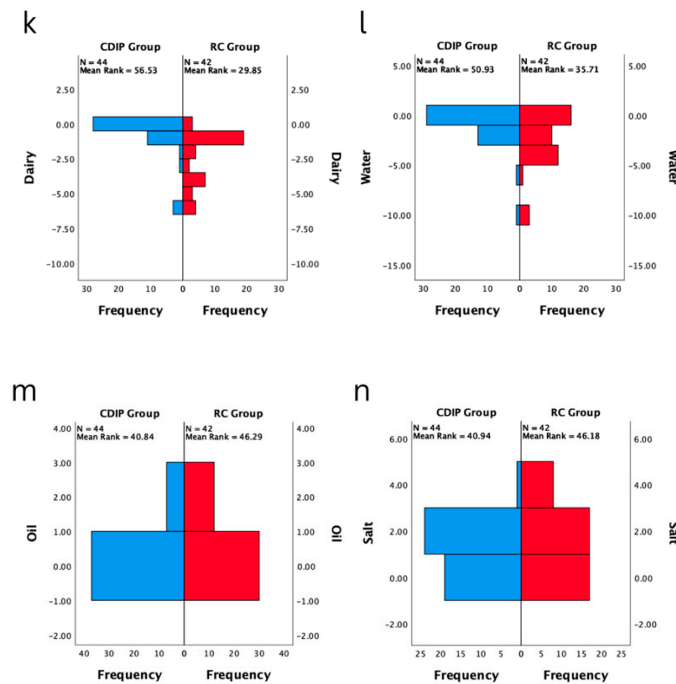 k
CDIP Group RC Group
N = 44 N = 42
Mean Rank = 56.53 Mean Rank = 29.85
2.50 2.50
0.00 0.00
−2.50 −2.50
−5.00 −5.00
−7.50 −7.50
−10.00 −10.00
Dairy Dairy
30 20 10 0 10 20 30
Frequency Frequency
l
CDIP Group RC Group
N = 44 N = 42
Mean Rank = 50.93 Mean Rank = 35.71
5.00 5.00
0.00 0.00
−5.00 −5.00
−10.00 −10.00
−15.00 −15.00
Water Water
30 20 10 0 10 20 30
Frequency Frequency
m
CDIP Group RC Group
N = 44 N = 42
Mean Rank = 40.84 Mean Rank = 46.29
4.00 4.00
3.00 3.00
2.00 2.00
1.00 1.00
0.00 0.00
−1.00 −1.00
−2.00 −2.00
Oil Oil
40 30 20 10 0 10 20 30 40
Frequency Frequency
n
CDIP Group RC Group
N = 44 N = 42
Mean Rank = 40.94 Mean Rank = 46.18
6.00 6.00
4.00 4.00
2.00 2.00
0.00 0.00
−2.00 −2.00
Salt Salt
25 20 15 10 5 0 5 10 15 20 25
Frequency Frequency